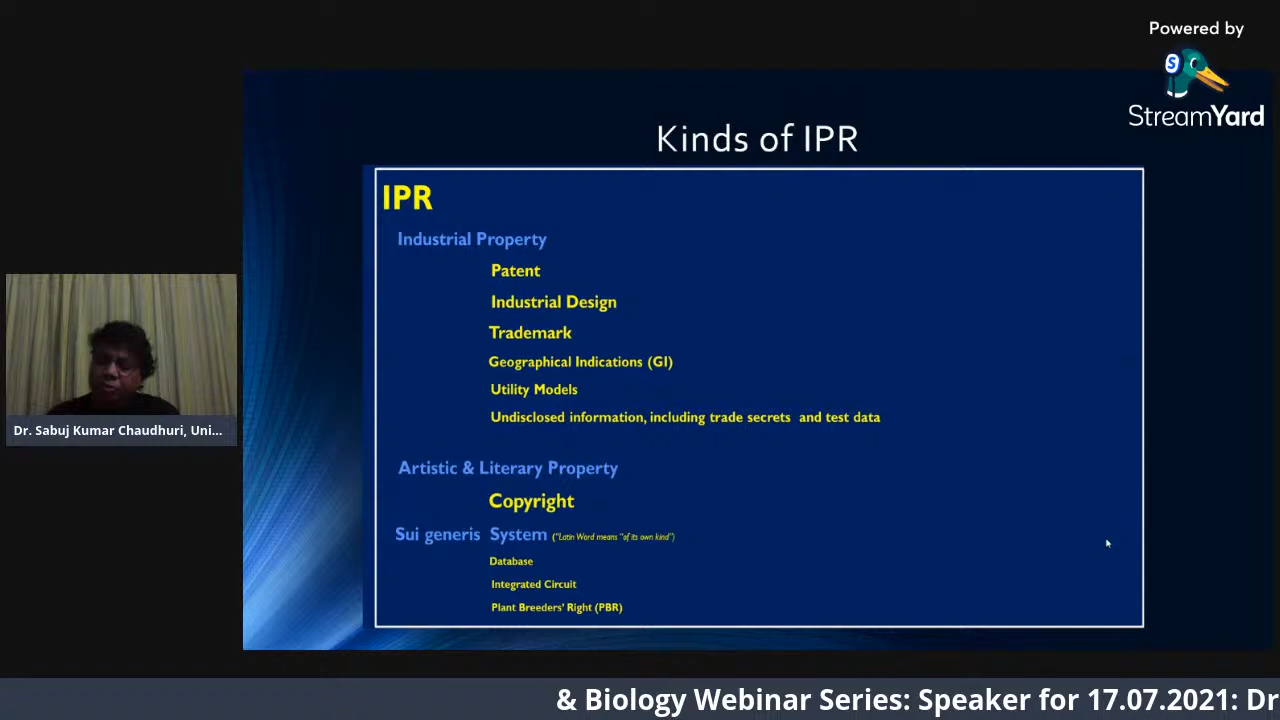 Powered by
StreamYard
Kinds of IPR
IPR
Industrial Property
Patent
Industrial Design
Trademark
Geographical Indications (GI)
Utility Models
Undisclosed information, including trade secrets and test data
Artistic & Literary Property
Copyright
Sui generis System ("Latin Word means "of its own kind")
Database
Integrated Circuit
Plant Breeders' Right (PBR)
Dr. Sabuj Kumar Chaudhuri, Uni...
& Biology Webinar Series: Speaker for 17.07.2021: Dr